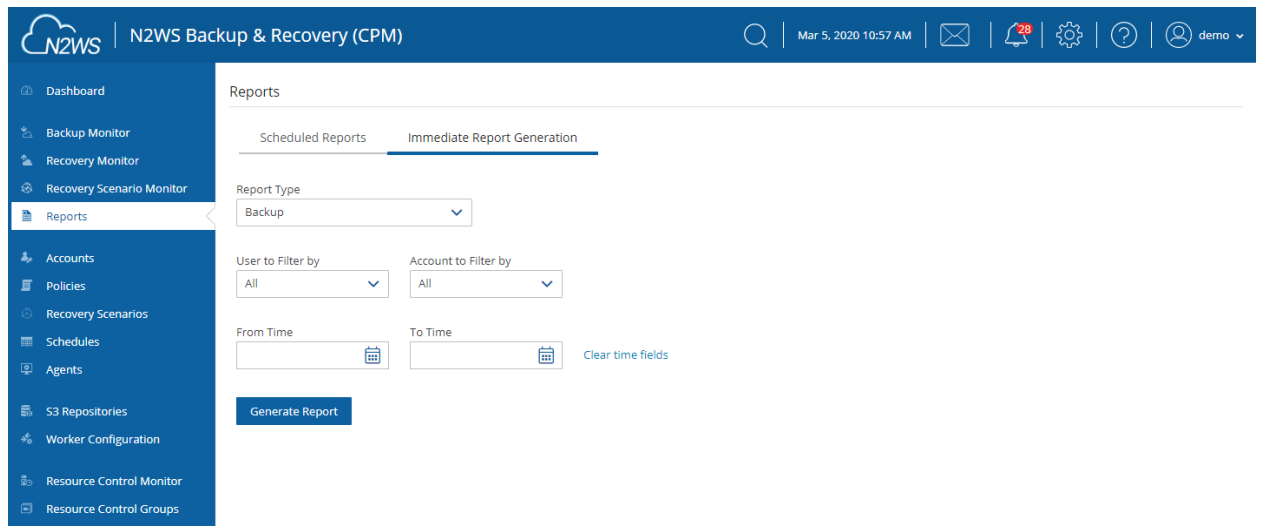 N2WS
N2WS Backup & Recovery (CPM)
Mar 5, 2020 10:57 AM
28
demo
Dashboard
Backup Monitor
Recovery Monitor
Recovery Scenario Monitor
Reports
Accounts
Policies
Recovery Scenarios
Schedules
Agents
S3 Repositories
Worker Configuration
Resource Control Monitor
Resource Control Groups
Reports
Scheduled Reports Immediate Report Generation
Report Type
Backup
User to Filter by Account to Filter by
All All
From Time To Time
Clear time fields
Generate Report